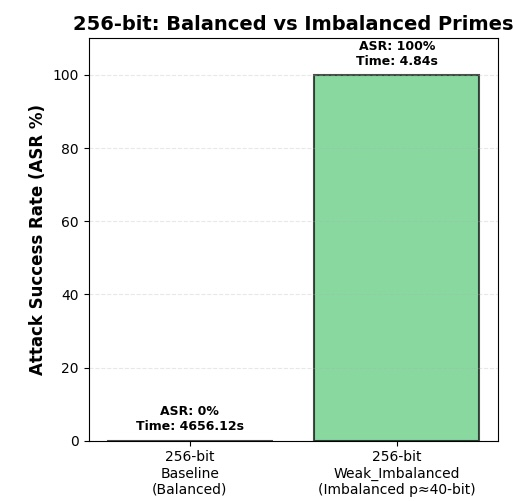 256-bit: Balanced vs Imbalanced Primes
Attack Success Rate (ASR %)
100
80
60
40
20
0
ASR: 0%
Time: 4656.12s
ASR: 100%
Time: 4.84s
256-bit
Baseline
(Balanced)
256-bit
Weak_Imbalanced
(Imbalanced p≈40-bit)